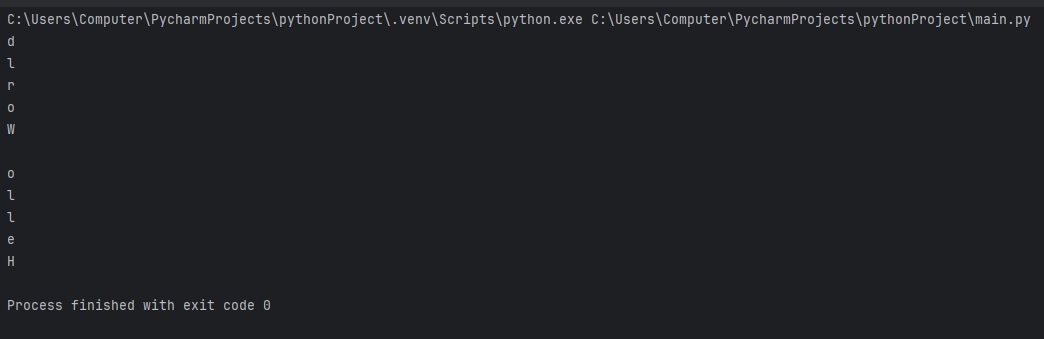 C:\Users\Computer\PycharmProjects\pythonProject\.venv\Scripts\python.exe C:\Users\Computer\PycharmProjects\pythonProject\main.py
d
l
r
o
W

o
l
l
e
H

Process finished with exit code 0